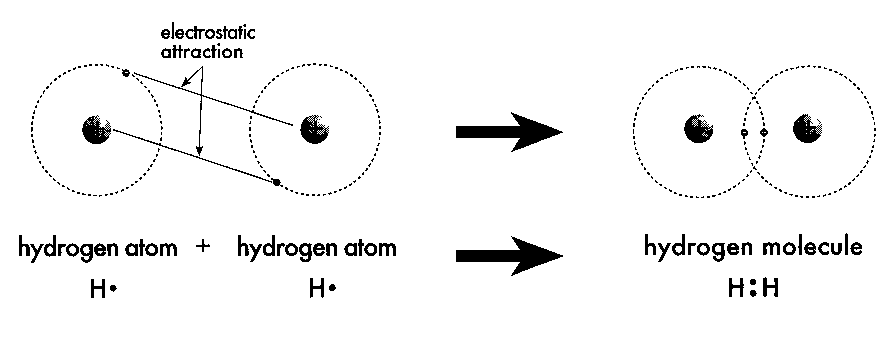 electrostatic
attraction
hydrogen atom + hydrogen atom
hydrogen molecule
H• H•
H:H